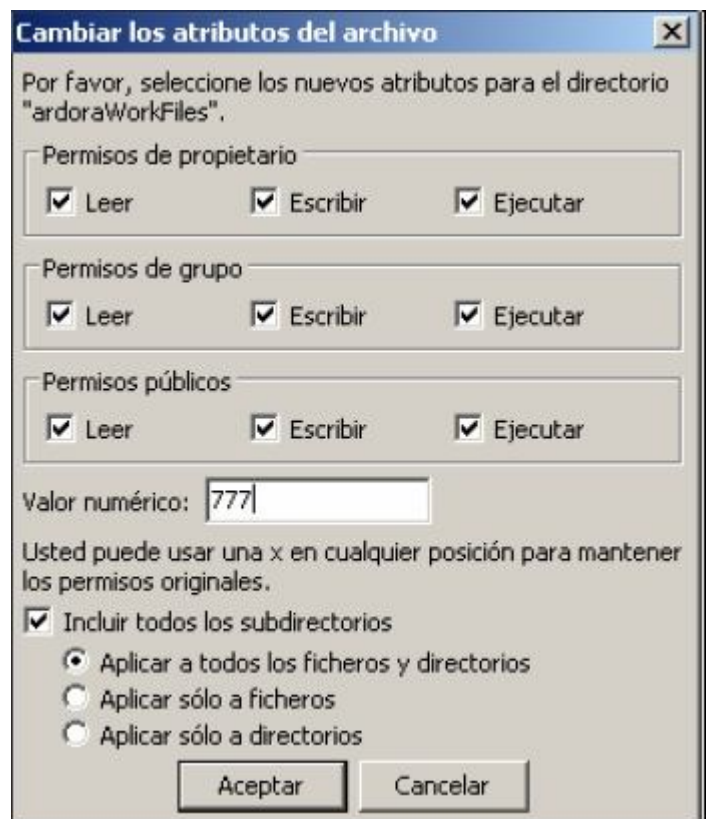 Cambiar los atributos del archivo
Por favor, seleccione los nuevos atributos para el directorio
"ardoraWorkFiles".
Permisos de propietario
Leer Escribir Ejecutar
Permisos de grupo
Leer Escribir Ejecutar
Permisos públicos
Leer Escribir Ejecutar
Valor numérico: 777
Usted puede usar una x en cualquier posición para mantener
los permisos originales.
Incluir todos los subdirectorios
Aplicar a todos los ficheros y directorios
Aplicar sólo a ficheros
Aplicar sólo a directorios
Aceptar Cancelar